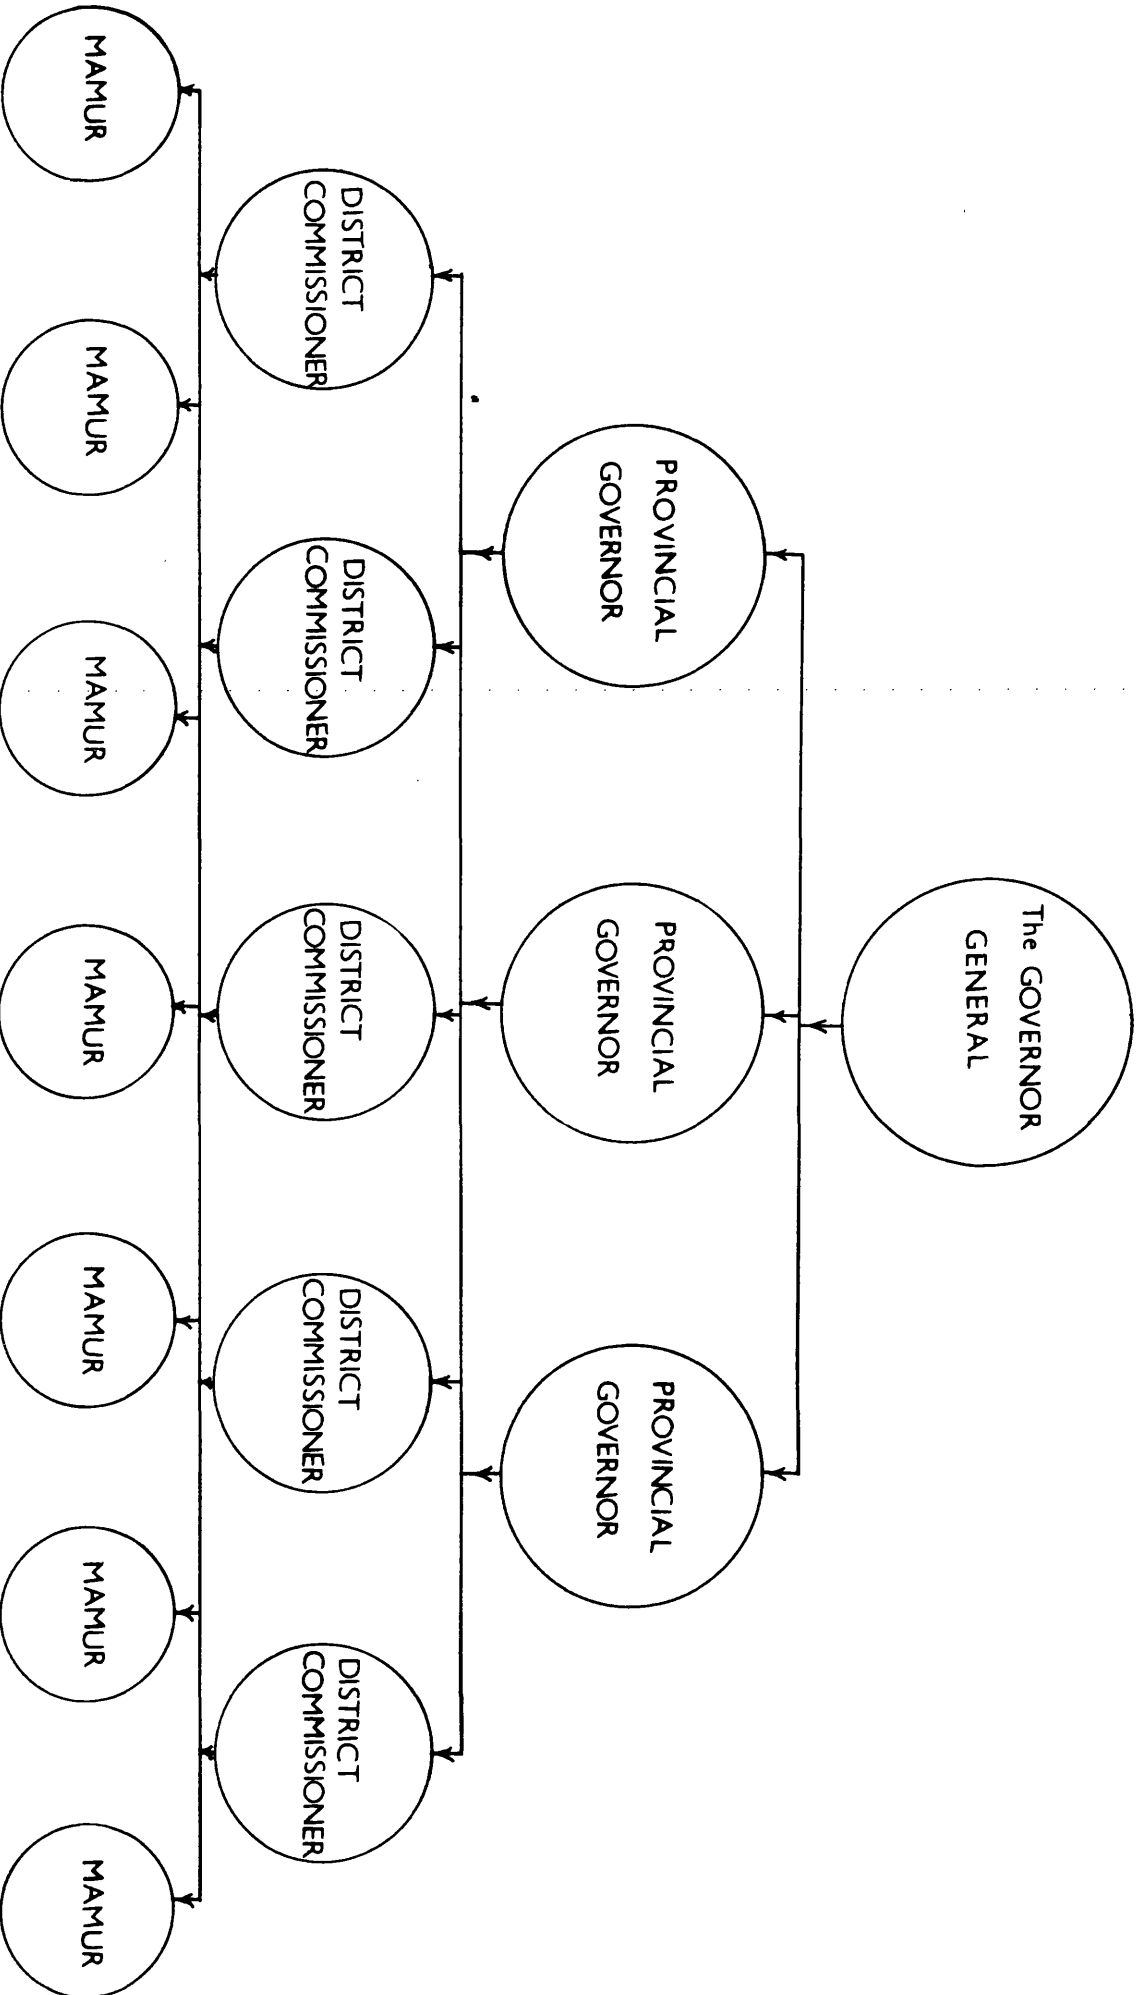 The GOVERNOR
GENERAL
PROVINCIAL
GOVERNOR
PROVINCIAL
GOVERNOR
PROVINCIAL
GOVERNOR
DISTRICT
COMMISSIONER
DISTRICT
COMMISSIONER
DISTRICT
COMMISSIONER
DISTRICT
COMMISSIONER
DISTRICT
COMMISSIONER
MAMUR
MAMUR
MAMUR
MAMUR
MAMUR
MAMUR
MAMUR